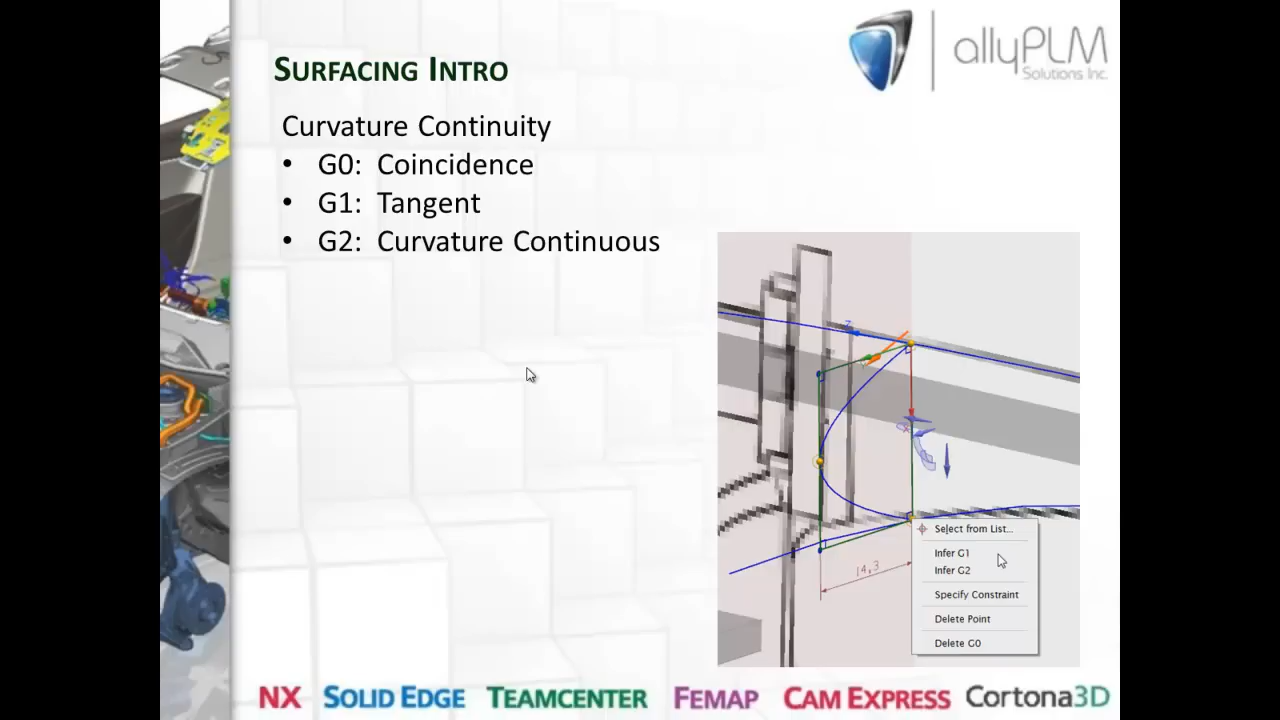 SURFACING INTRO
allyPLM
Solutions Inc.
Curvature Continuity
• G0: Coincidence
• G1: Tangent
• G2: Curvature Continuous
Z
X
14,3
Select from List...
Infer G1
Infer G2
Specify Constraint
Delete Point
Delete G0
NX SOLID EDGE TEAMCENTER FEMAP CAM EXPRESS Cortona3D